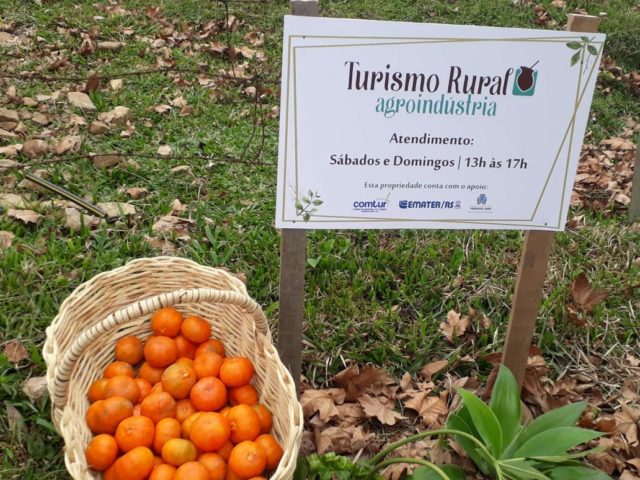 Turismo Rural
agroindústria
Atendimento:
Sábados e Domingos | 13h às 17h
Esta propriedade conta com o apoio:
comtur EMATER/RS